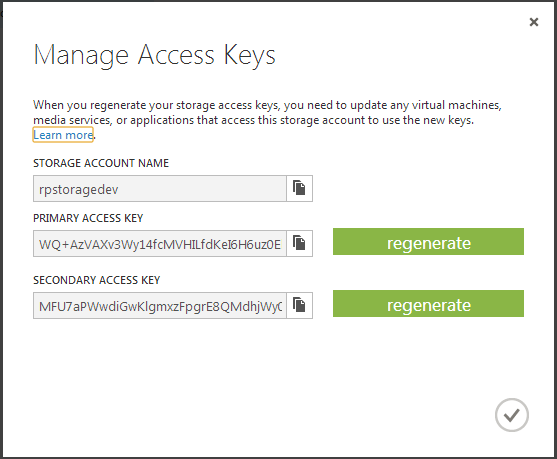 Manage Access Keys
When you regenerate your storage access keys, you need to update any virtual machines,
media services, or applications that access this storage account to use the new keys.
Learn more.
STORAGE ACCOUNT NAME
rpstoragedev
PRIMARY ACCESS KEY
WQ+AzVAXv3Wy14fcMVHILfdKeI6H6uz0E
regenerate
SECONDARY ACCESS KEY
MFU7aPWwdiGwKlgmxzFpgrE8QMdhjWy0
regenerate